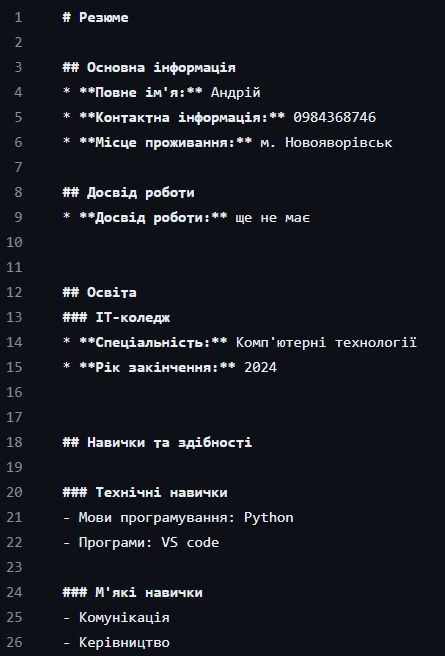 1 # Резюме
2
3 ## Основна інформація
4 * **Повне ім'я:** Андрій
5 * **Контактна інформація:** 0984368746
6 * **Місце проживання:** м. Новояворівськ
7
8 ## Досвід роботи
9 * **Досвід роботи:** ще не має
10
11
12 ## Освіта
13 ### ІТ-коледж
14 * **Спеціальність:** Комп'ютерні технології
15 * **Рік закінчення:** 2024
16
17
18 ## Навички та здібності
19
20 ### Технічні навички
21 - Мови програмування: Python
22 - Програми: VS code
23
24 ### М'які навички
25 - Комунікація
26 - Керівництво